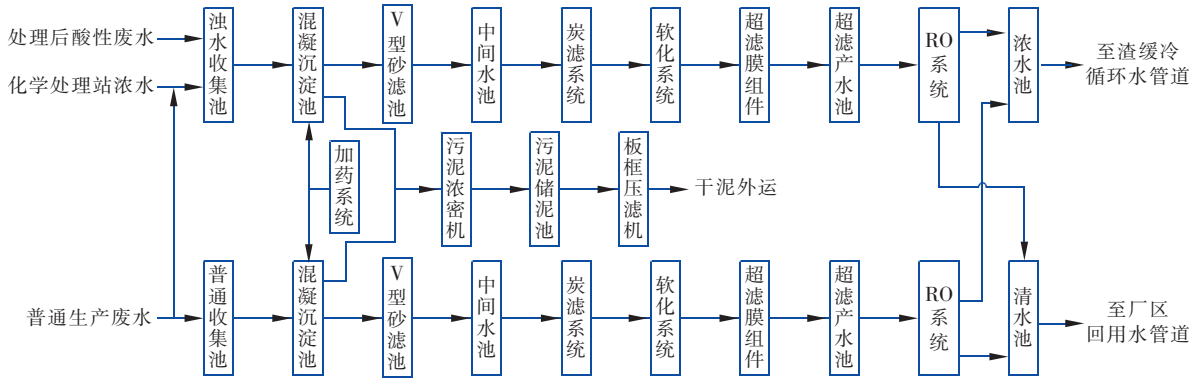 处理后酸性废水
化学处理站浓水
浊水收集池
混凝沉淀池
V型砂滤池
中间水池
炭滤系统
软化系统
超滤膜组件
超滤产水池
RO系统
浓水池
至渣缓冷
循环水管道
加药系统
污泥浓密机
污泥储泥池
板框压滤机
干泥外运
普通生产废水
普通收集池
混凝沉淀池
V型砂滤池
中间水池
炭滤系统
软化系统
超滤膜组件
超滤产水池
RO系统
清水池
至厂区
回用水管道